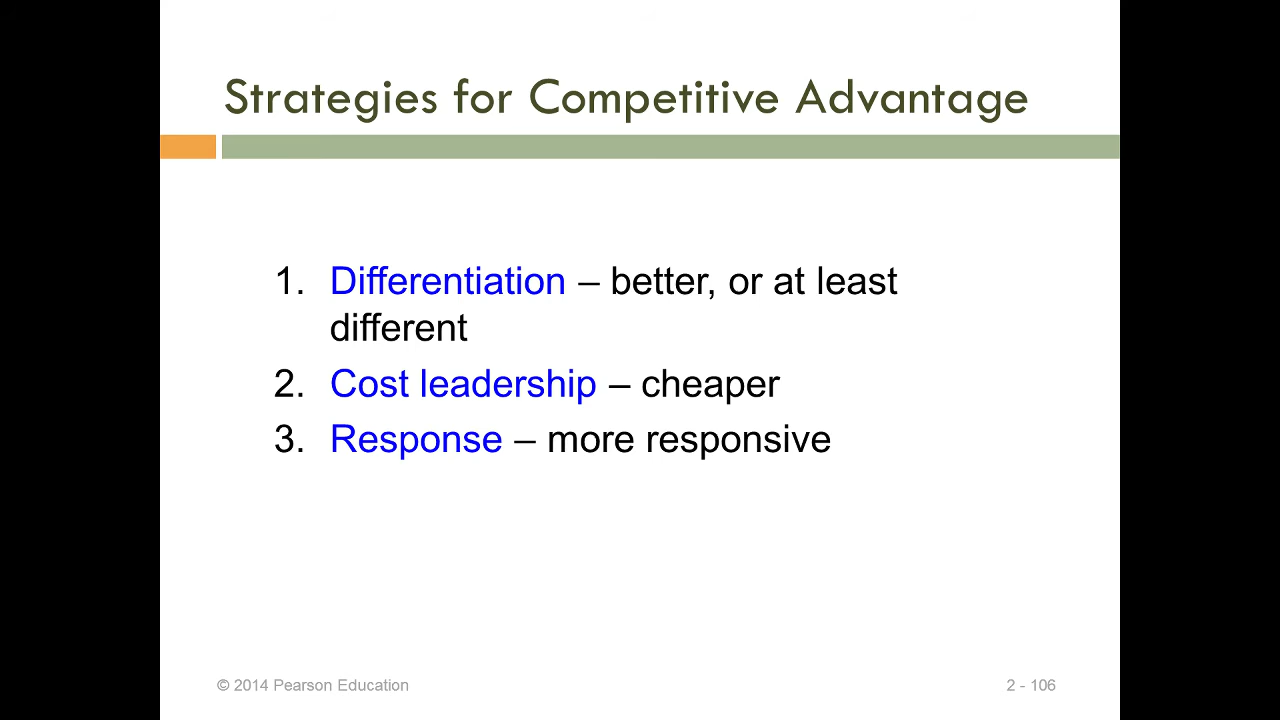 Strategies for Competitive Advantage
1. Differentiation – better, or at least
different
2. Cost leadership – cheaper
3. Response – more responsive
© 2014 Pearson Education
2 - 106